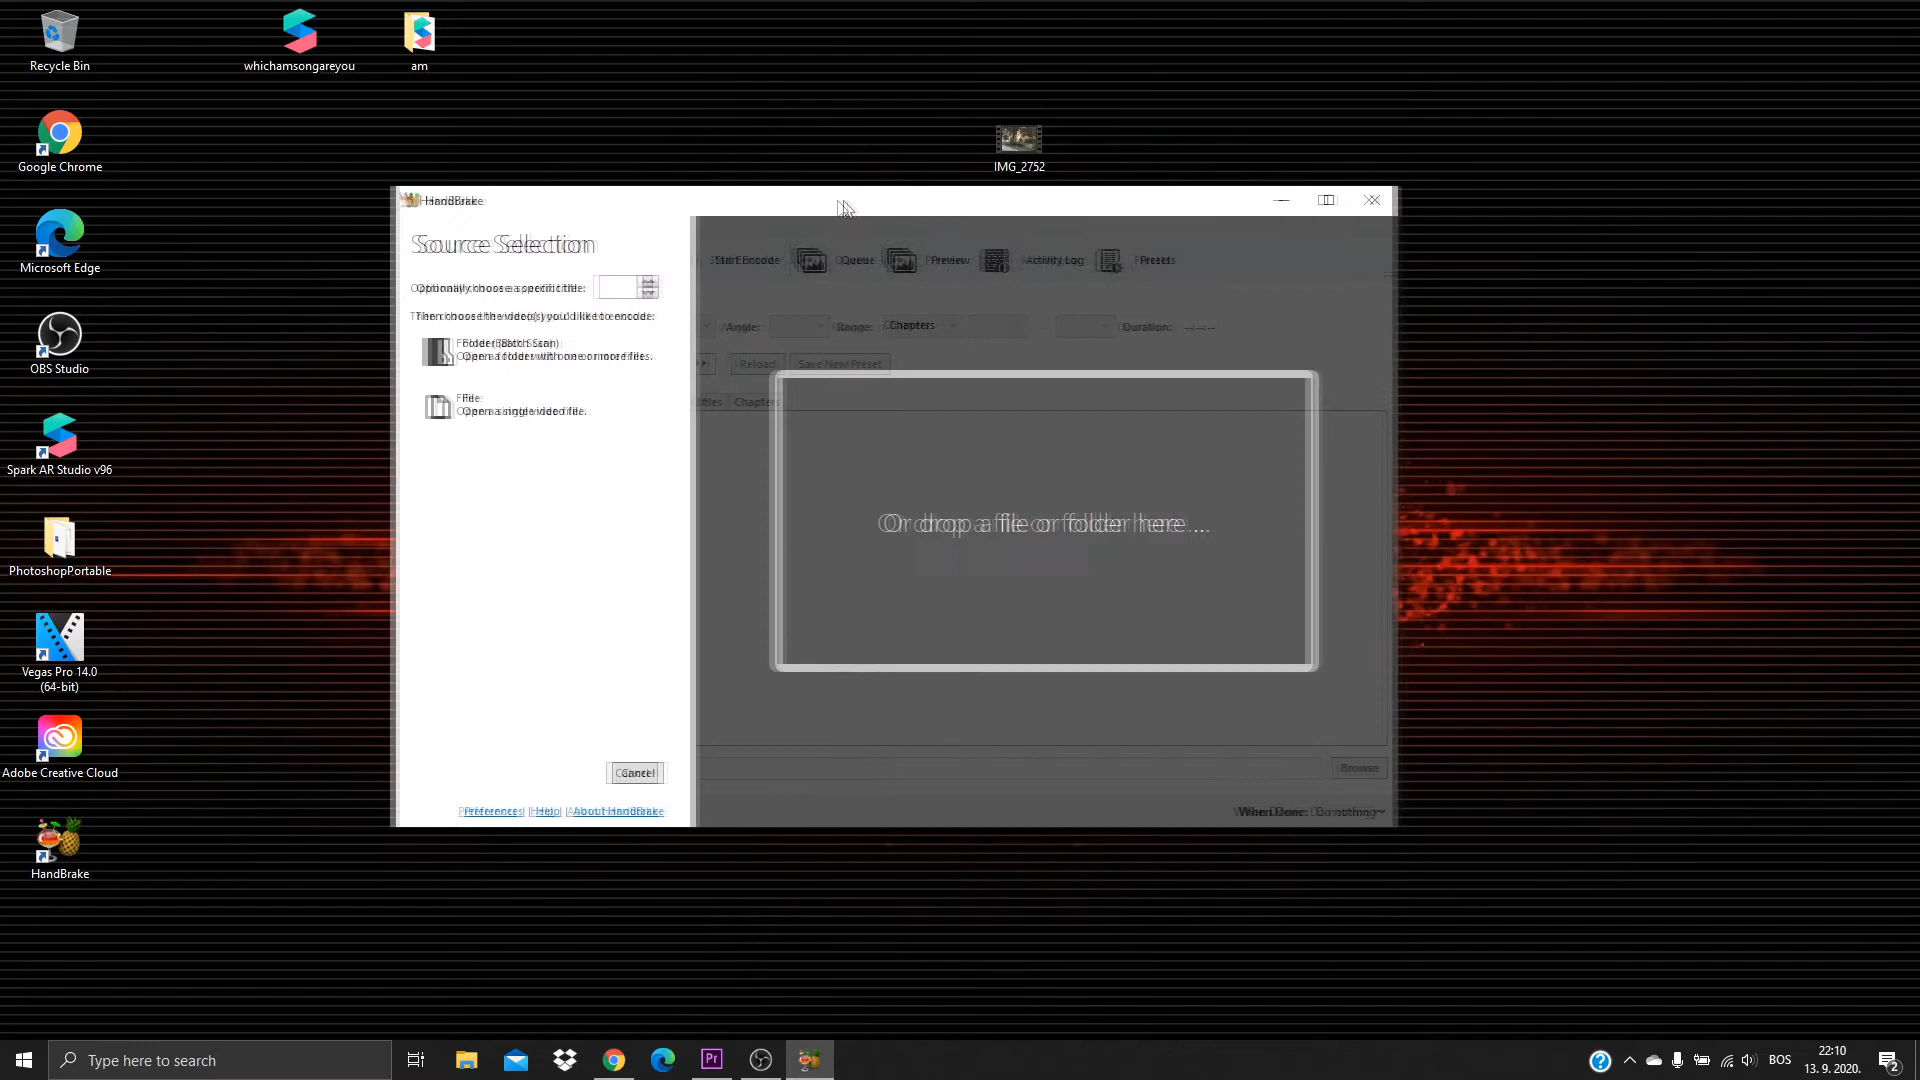 Recycle Bin
whichamsongareyou
am
Google Chrome
IMG_2752
Microsoft Edge
OBS Studio
Spark AR Studio v96
PhotoshopPortable
Vegas Pro 14.0
(64-bit)
Adobe Creative Cloud
HandBrake
HandBrake
Source Selection
Optionally choose a specific title:
Then choose the video(s) you'd like to encode:
Folder (Batch Scan)
Open a folder with one or more files.
File
Open a single video file.
Cancel
Preferences | Help | About HandBrake
Start Encode
Queue
Preview
Activity Log
Presets
Angle:
Range:
Chapters
Duration:
--:--:--
Reload
Save New Preset
Chapters
Or drop a file or folder here ...
Browse
When Done: Do nothing
Type here to search
Pr
BOS
22:10
13. 9. 2020.
2